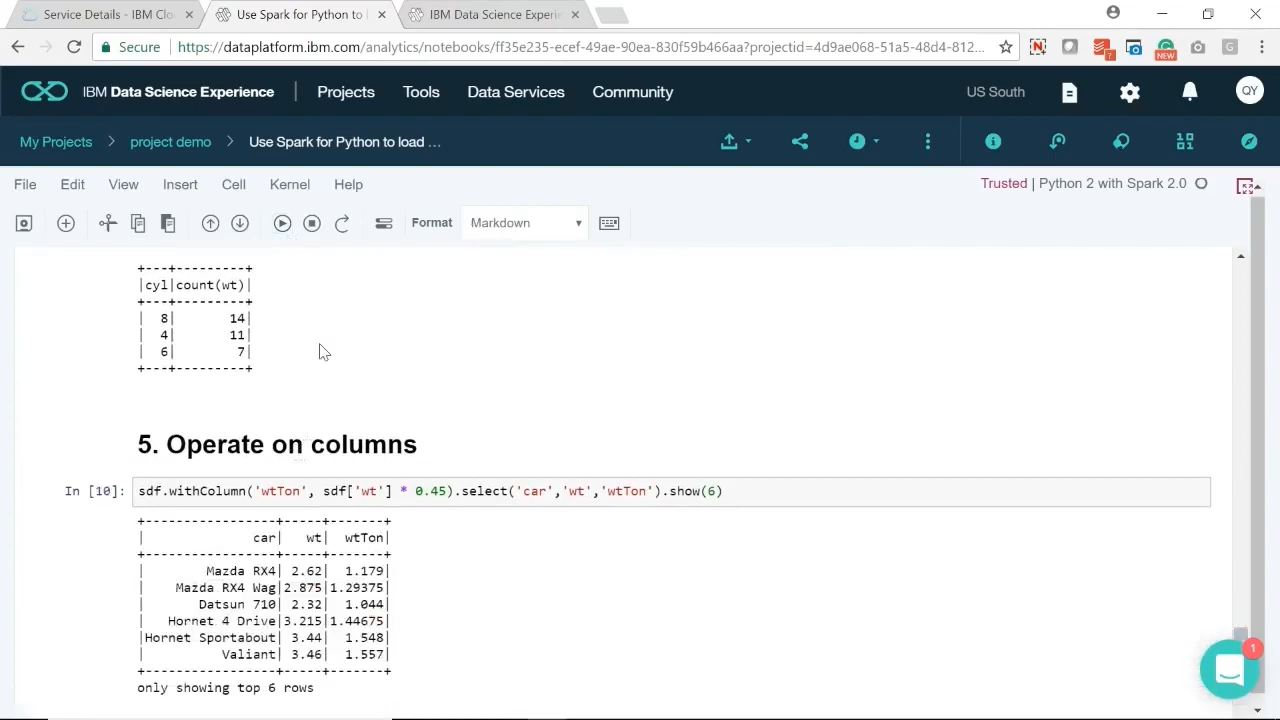 Service Details - IBM Clo
Use Spark for Python to l
IBM Data Science Experie
Secure https://dataplatform.ibm.com/analytics/notebooks/ff35e235-ecef-49ae-90ea-830f59b466aa?projectid=4d9ae068-51a5-48d4-812...
NEW
IBM Data Science Experience | Projects Tools Data Services Community US South QY
My Projects > project demo > Use Spark for Python to load ...
File Edit View Insert Cell Kernel Help Trusted | Python 2 with Spark 2.0
Format Markdown
+---+---------+
|cyl|count(wt)|
+---+---------+
| 8| 14|
| 4| 11|
| 6| 7|
+---+---------+
5. Operate on columns
In [10]: sdf.withColumn('wtTon', sdf['wt'] * 0.45).select('car','wt','wtTon').show(6)
+-----------------+-----+-------+
| car| wt| wtTon|
+-----------------+-----+-------+
| Mazda RX4| 2.62| 1.179|
| Mazda RX4 Wag|2.875|1.29375|
| Datsun 710| 2.32| 1.044|
| Hornet 4 Drive|3.215|1.44675|
|Hornet Sportabout| 3.44| 1.548|
| Valiant| 3.46| 1.557|
+-----------------+-----+-------+
only showing top 6 rows
1